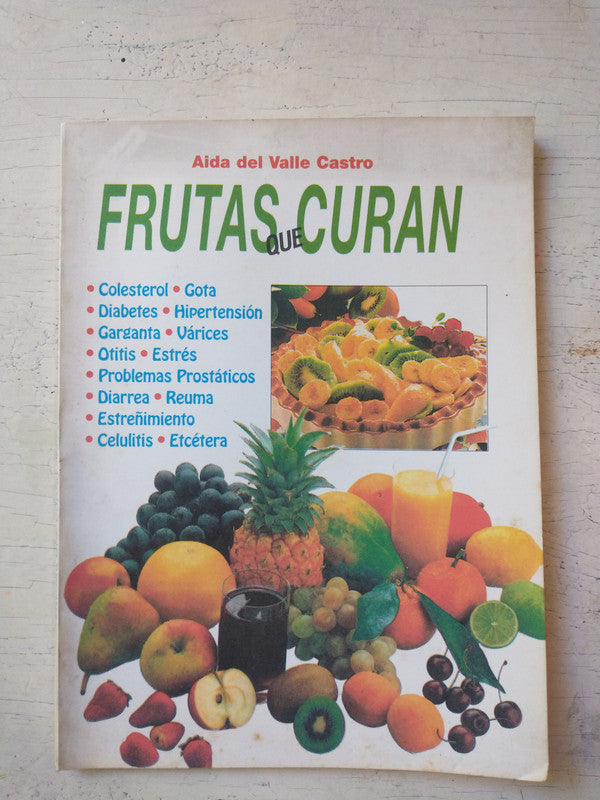 Aida del Valle Castro
FRUTAS QUE CURAN
• Colesterol • Gota
• Diabetes • Hipertensión
• Garganta • Várices
• Otitis • Estrés
• Problemas Prostáticos
• Diarrea • Reuma
• Estreñimiento
• Celulitis • Etcétera